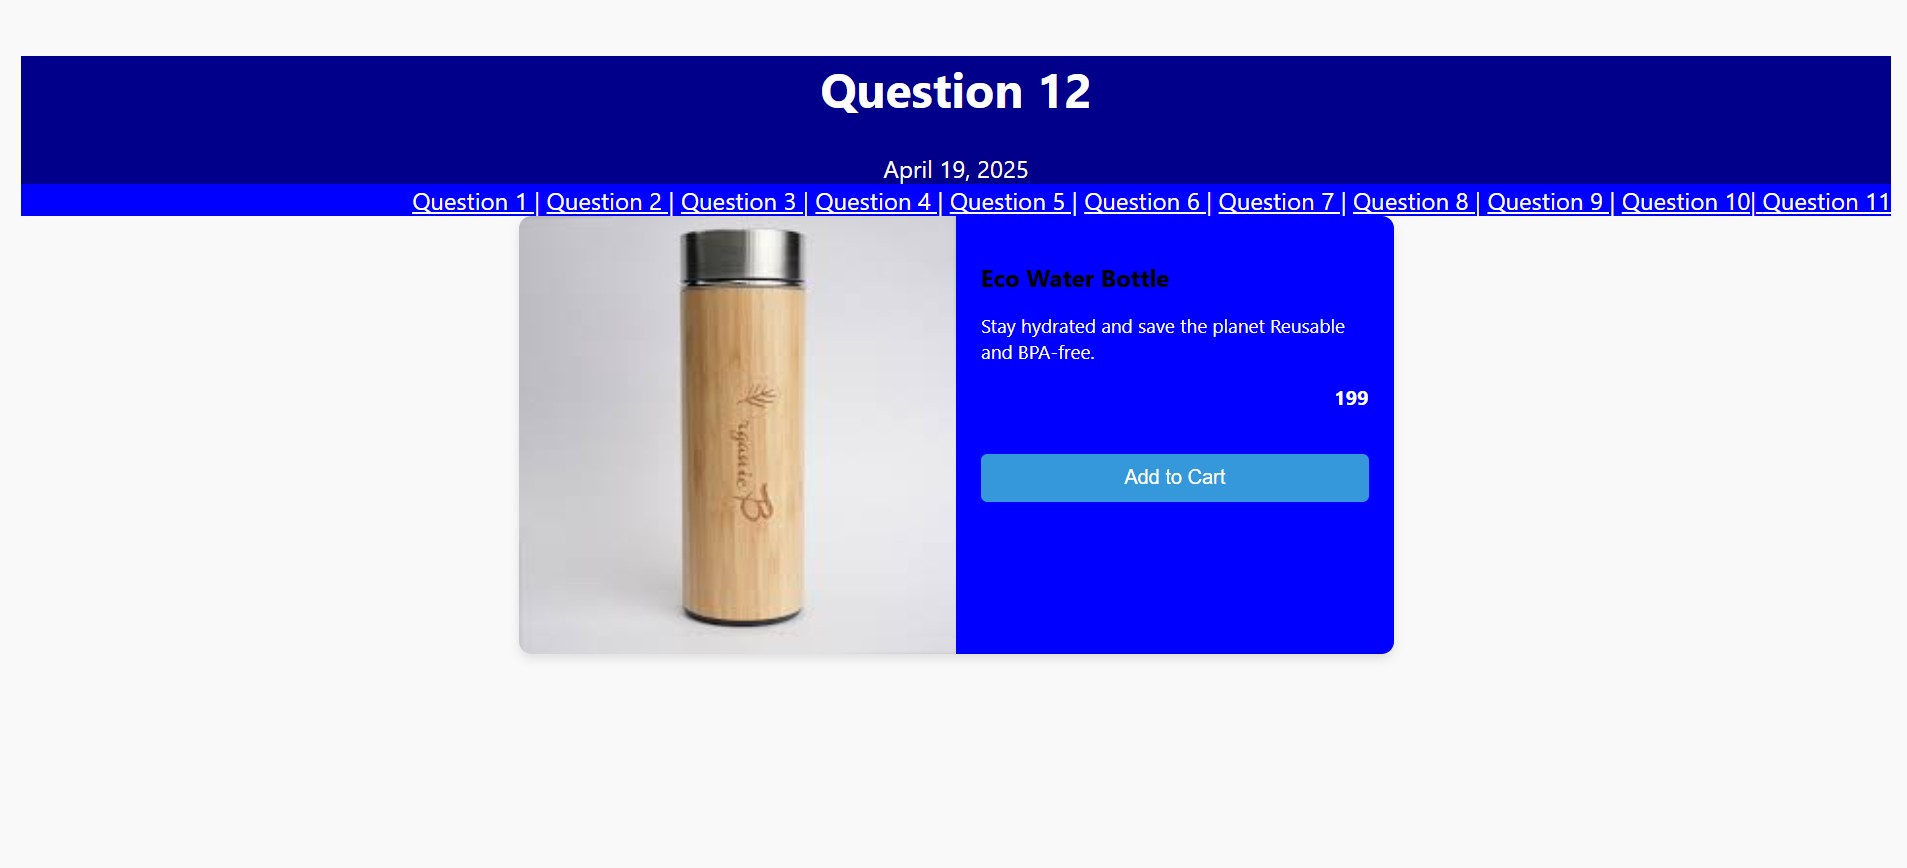 Question 12
April 19, 2025
Question 1 | Question 2 | Question 3 | Question 4 | Question 5 | Question 6 | Question 7 | Question 8 | Question 9 | Question 10| Question 11
Eco Water Bottle
Stay hydrated and save the planet Reusable
and BPA-free.
199
Add to Cart
B